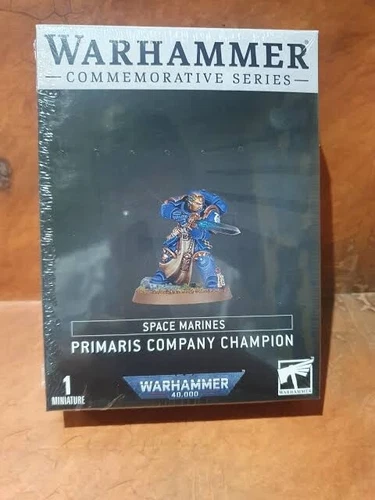 WARHAMMER
COMMEMORATIVE SERIES
SPACE MARINES
PRIMARIS COMPANY CHAMPION
1
MINIATURE
WARHAMMER
40,000
WARHAMMER